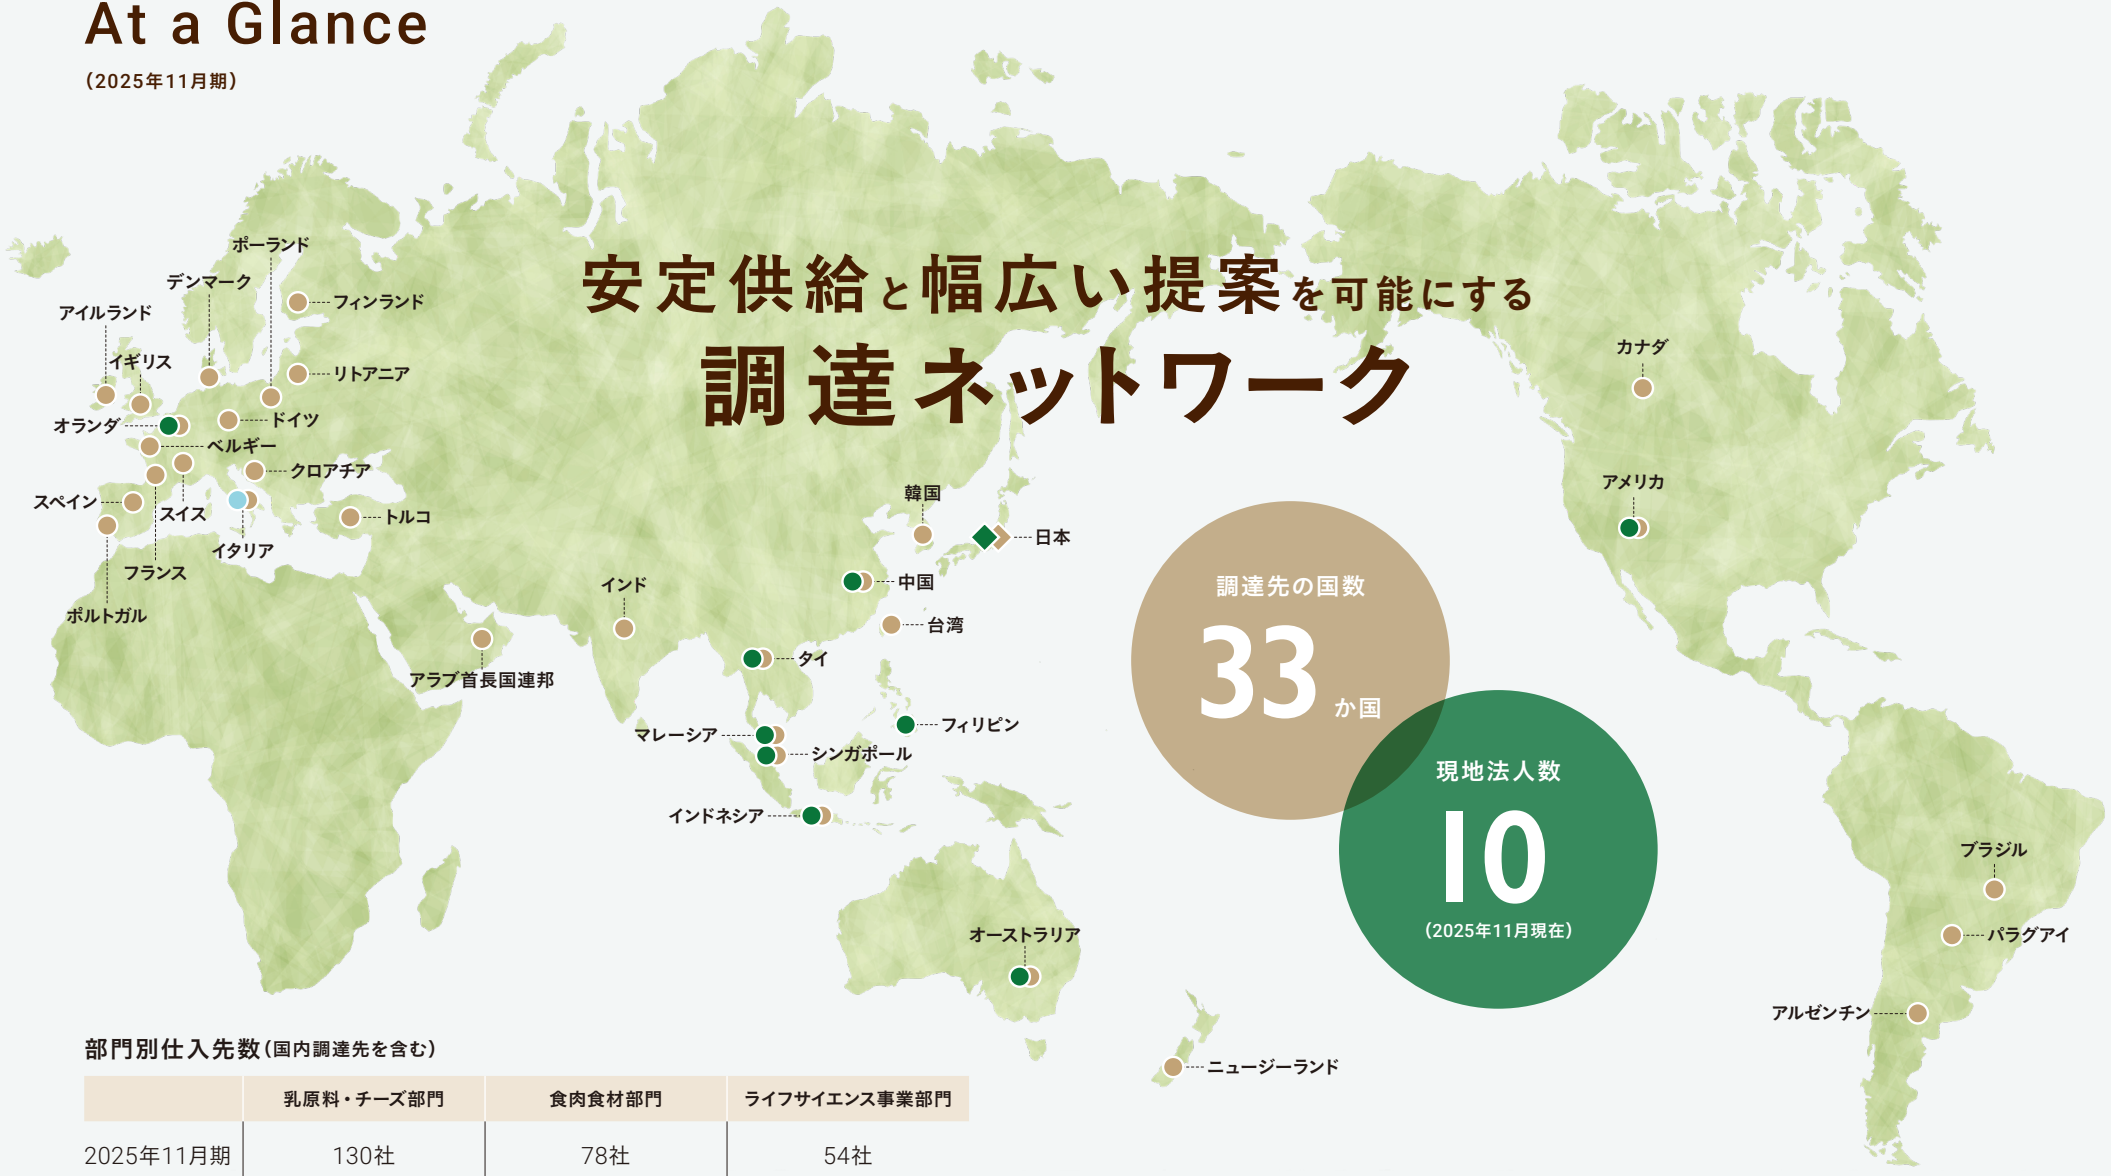 At a Glance
（2025年11月期）
安定供給と幅広い提案を可能にする
調達ネットワーク
ポーランド
デンマーク
フィンランド
アイルランド
イギリス
リトアニア
オランダ
ドイツ
ベルギー
クロアチア
スペイン
スイス
トルコ
イタリア
フランス
ポルトガル
アラブ首長国連邦
インド
韓国
日本
中国
台湾
タイ
フィリピン
マレーシア
シンガポール
インドネシア
オーストラリア
ニュージーランド
カナダ
アメリカ
ブラジル
パラグアイ
アルゼンチン
調達先の国数
33か国
現地法人数
10
（2025年11月現在）
部門別仕入先数（国内調達先を含む）
乳原料・チーズ部門 食肉食材部門 ライフサイエンス事業部門
2025年11月期 130社 78社 54社